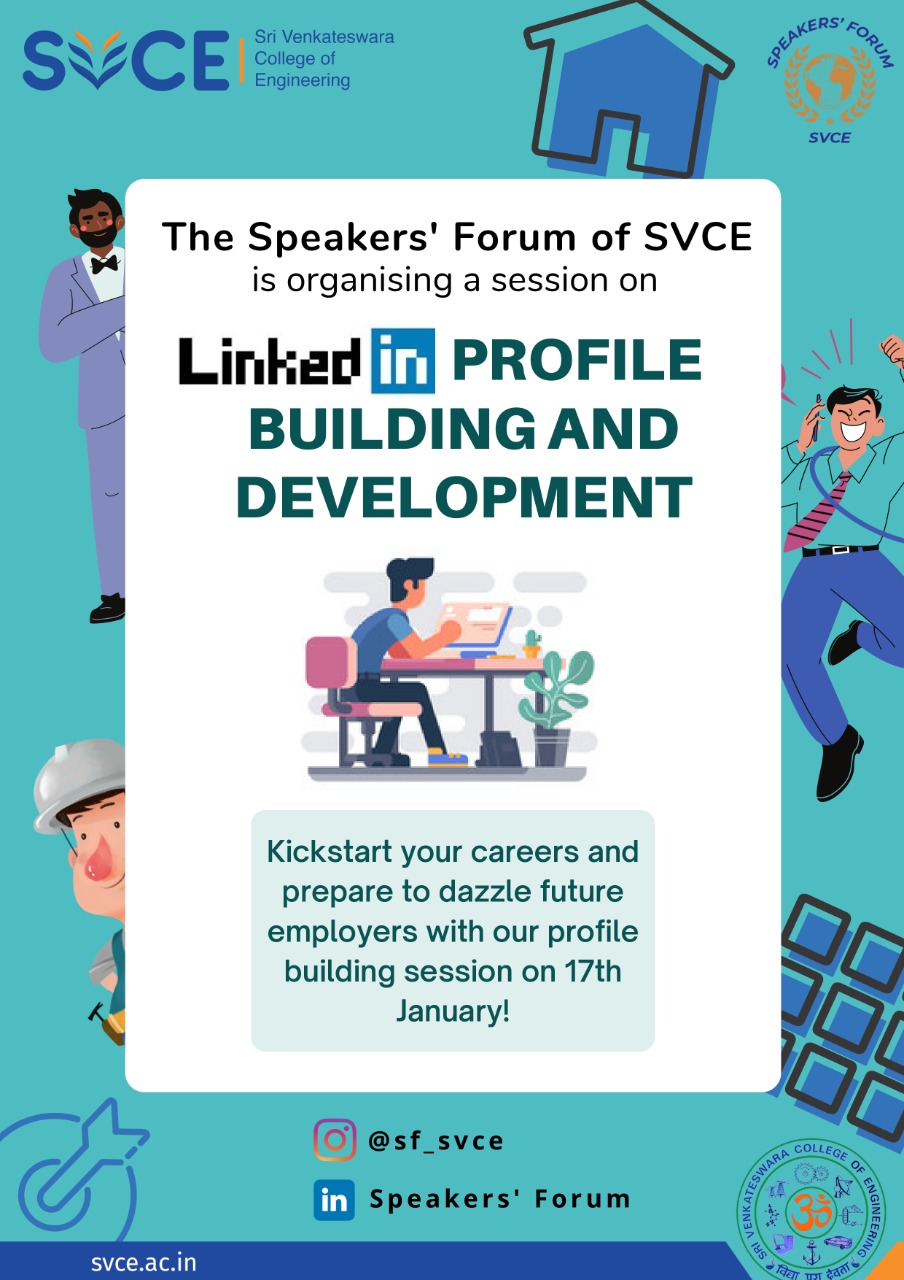 SVCE
Sri Venkateswara
College of
Engineering
SPEAKERS' FORUM
SVCE
The Speakers' Forum of SVCE
is organising a session on
Linked in PROFILE
BUILDING AND
DEVELOPMENT
Kickstart your careers and
prepare to dazzle future
employers with our profile
building session on 17th
January!
@sf_svce
in Speakers' Forum
SRI VENKATESWARA COLLEGE OF ENGINEERING
विद्या परा देवता
svce.ac.in